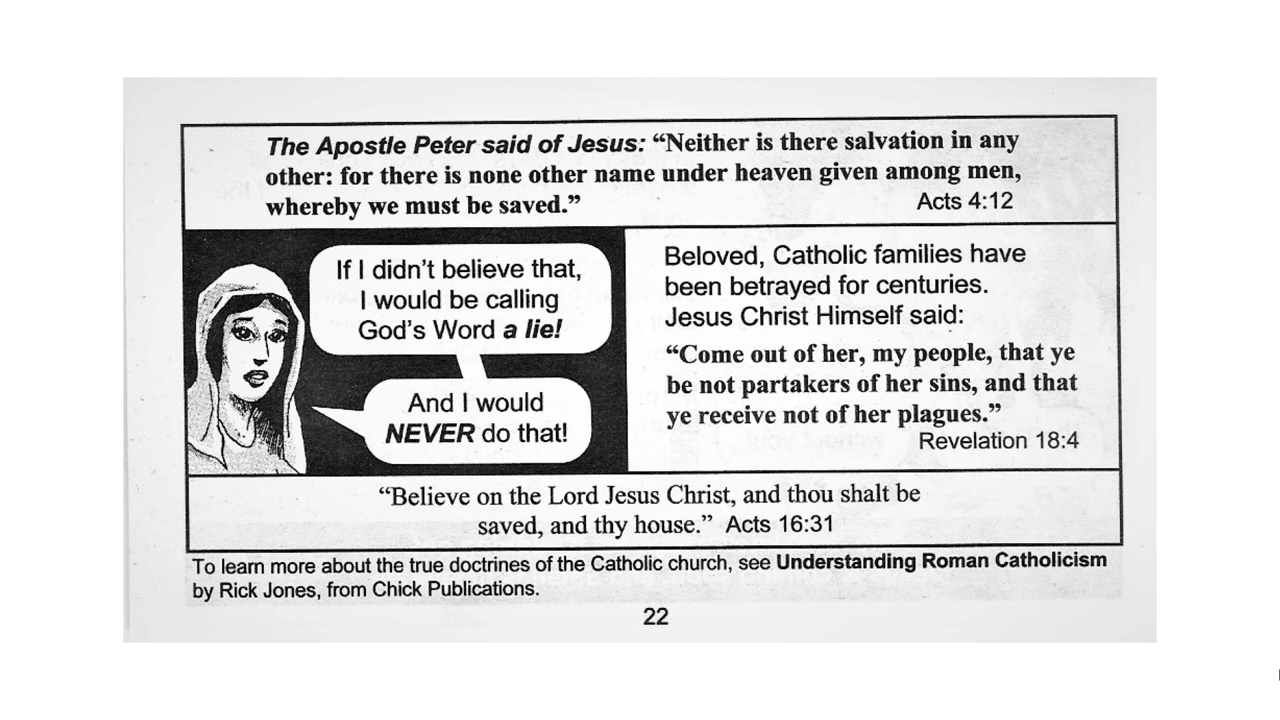 The Apostle Peter said of Jesus: “Neither is there salvation in any
other: for there is none other name under heaven given among men,
whereby we must be saved.” Acts 4:12
If I didn’t believe that,
I would be calling
God’s Word a lie!
And I would
NEVER do that!
Beloved, Catholic families have
been betrayed for centuries.
Jesus Christ Himself said:
“Come out of her, my people, that ye
be not partakers of her sins, and that
ye receive not of her plagues.”
Revelation 18:4
“Believe on the Lord Jesus Christ, and thou shalt be
saved, and thy house.” Acts 16:31
To learn more about the true doctrines of the Catholic church, see Understanding Roman Catholicism
by Rick Jones, from Chick Publications.
22